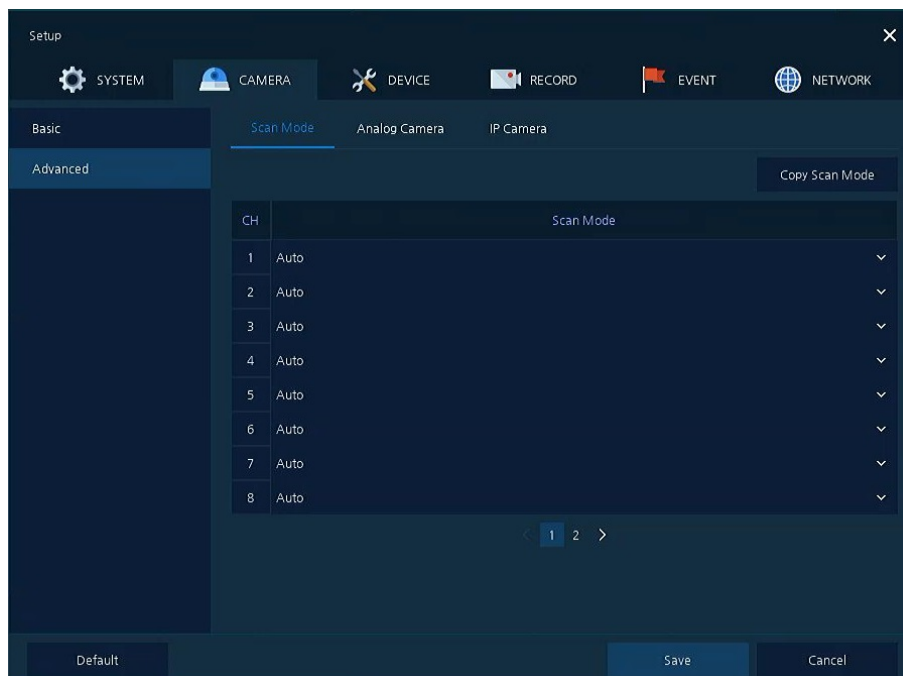 Setup
SYSTEM CAMERA DEVICE RECORD EVENT NETWORK
Basic
Advanced
Scan Mode Analog Camera IP Camera
Copy Scan Mode
CH Scan Mode
1 Auto
2 Auto
3 Auto
4 Auto
5 Auto
6 Auto
7 Auto
8 Auto
1 2
Default Save Cancel